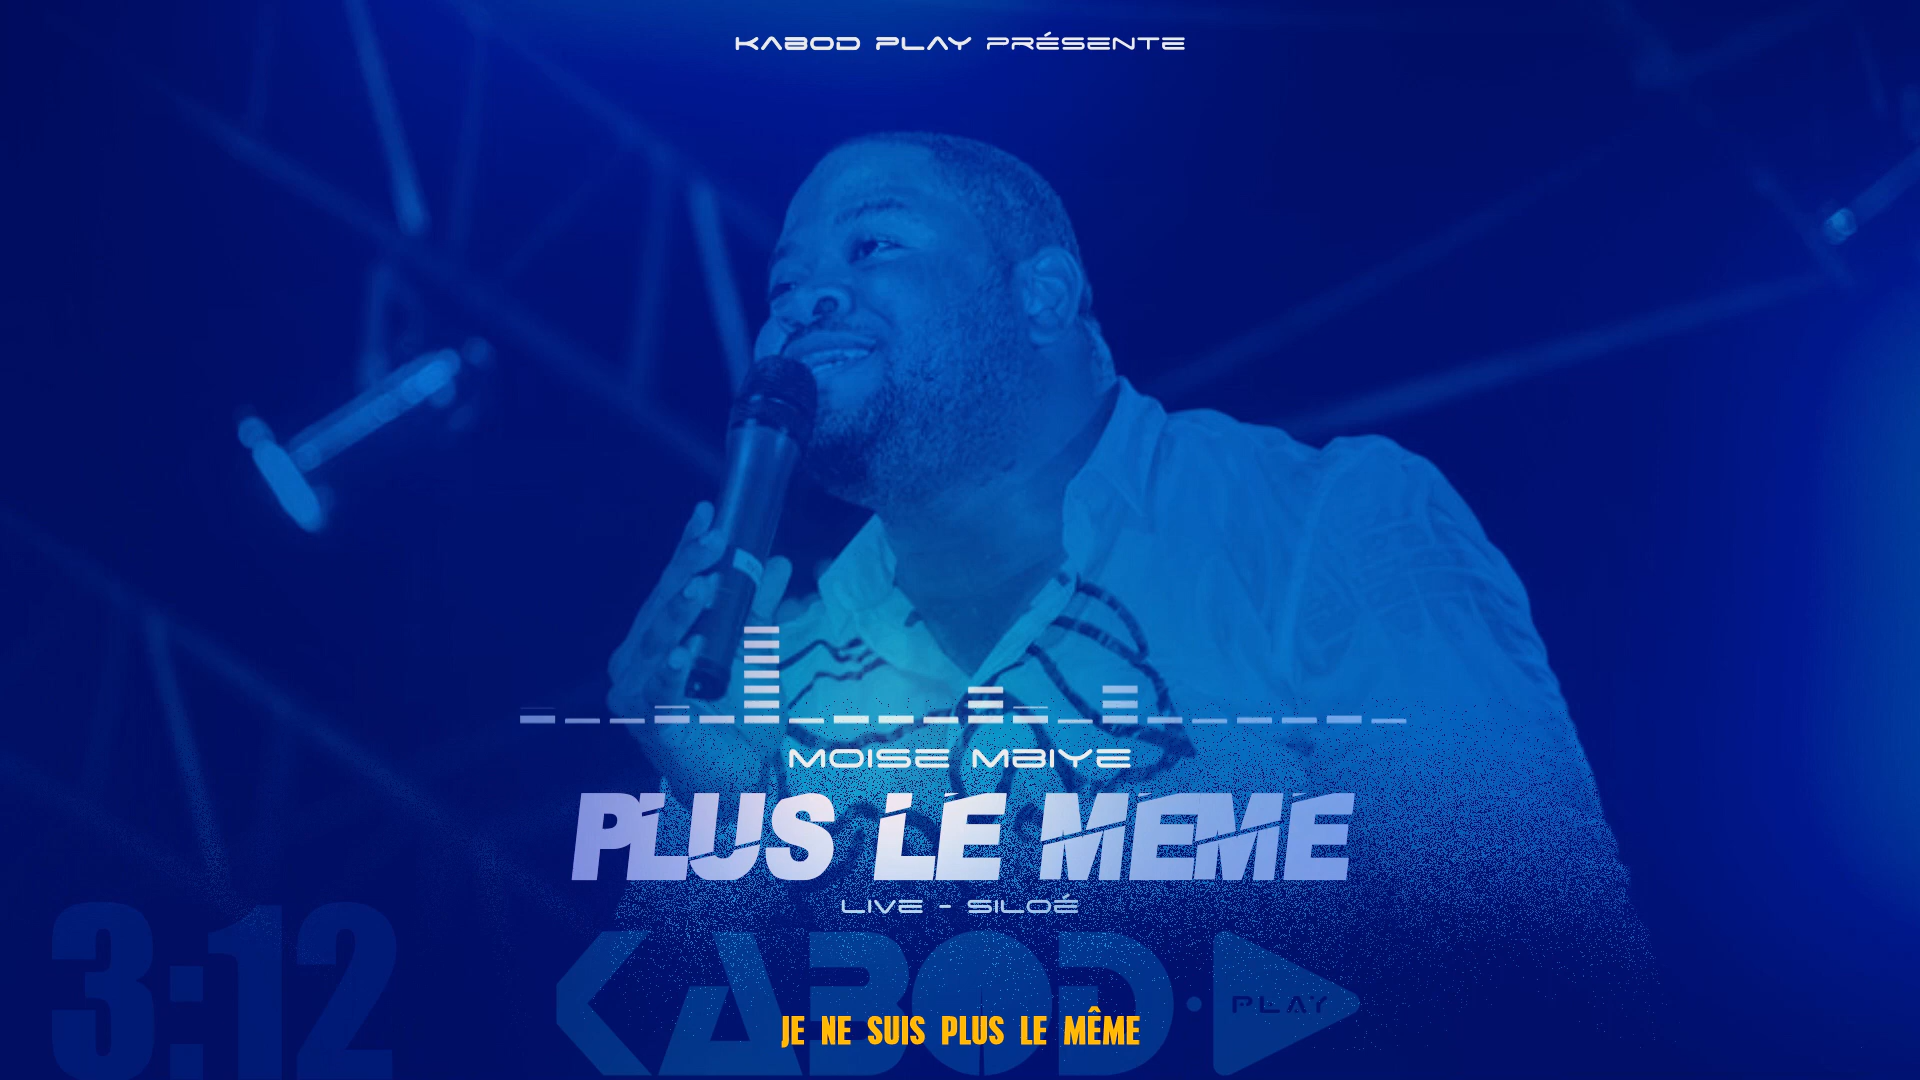 KABOD PLAY PRÉSENTE
MOISE MBIYE
PLUS LE MÊME
LIVE - SILOÉ
3:12
KABOD • PLAY
JE NE SUIS PLUS LE MÊME